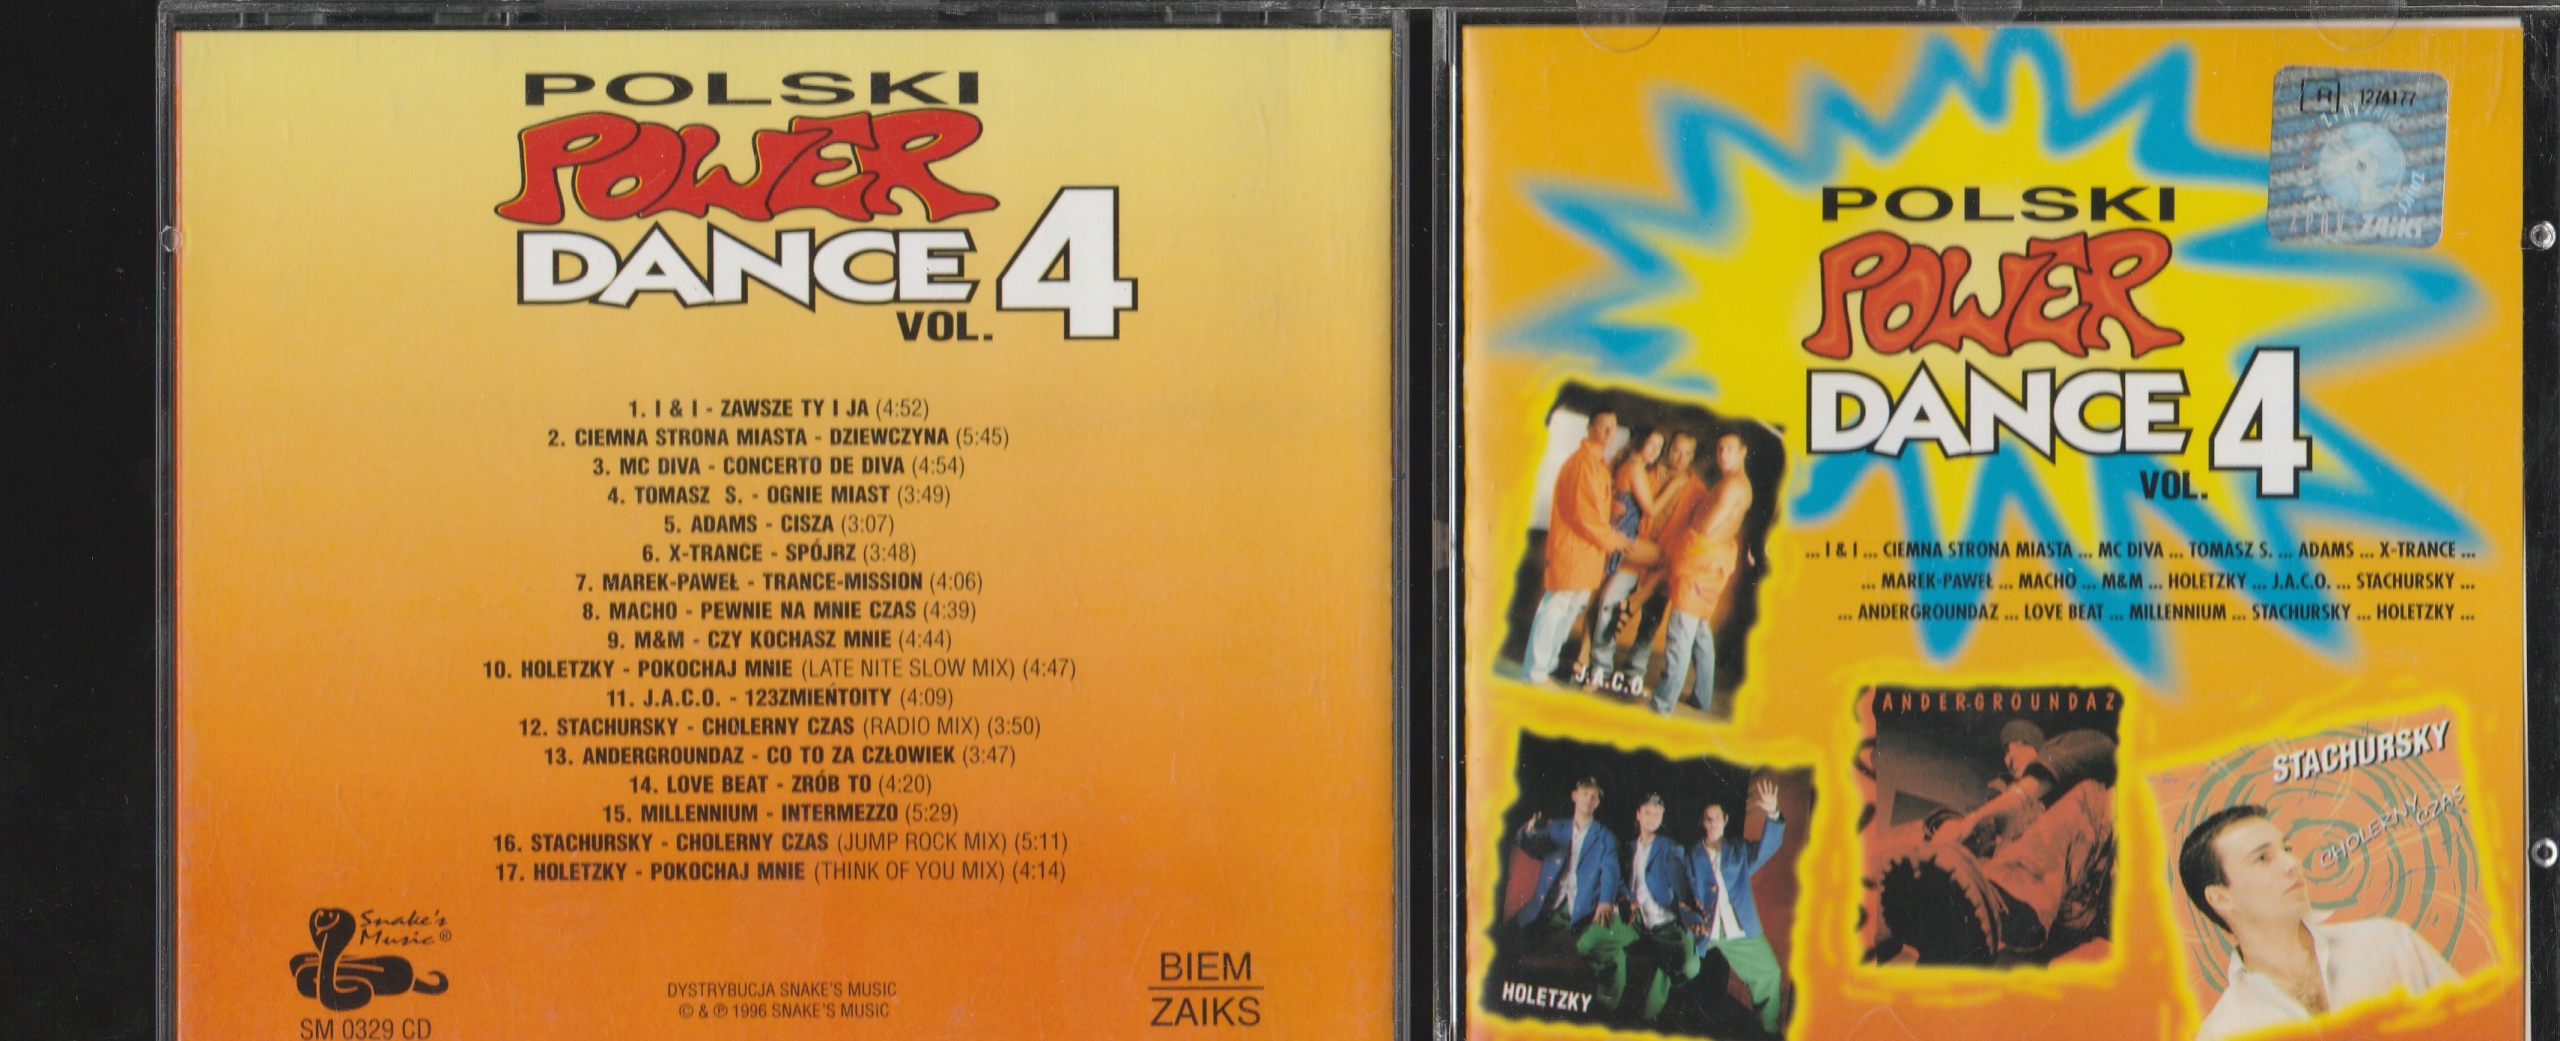 POLSKI
POWER
DANCE 4
VOL.
1. I & I - ZAWSZE TY I JA (4:52)
2. CIEMNA STRONA MIASTA - DZIEWCZYNA (5:45)
3. MC DIVA - CONCERTO DE DIVA (4:54)
4. TOMASZ S. - OGNIE MIAST (3:49)
5. ADAMS - CISZA (3:07)
6. X-TRANCE - SPÓJRZ (3:48)
7. MAREK-PAWEŁ - TRANCE-MISSION (4:06)
8. MACHO - PEWNIE NA MNIE CZAS (4:39)
9. M&M - CZY KOCHASZ MNIE (4:44)
10. HOLETZKY - POKOCHAJ MNIE (LATE NITE SLOW MIX) (4:47)
11. J.A.C.O. - 123ZMIEŃTOITY (4:09)
12. STACHURSKY - CHOLERNY CZAS (RADIO MIX) (3:50)
13. ANDERGROUNDAZ - CO TO ZA CZŁOWIEK (3:47)
14. LOVE BEAT - ZRÓB TO (4:20)
15. MILLENNIUM - INTERMEZZO (5:29)
16. STACHURSKY - CHOLERNY CZAS (JUMP ROCK MIX) (5:11)
17. HOLETZKY - POKOCHAJ MNIE (THINK OF YOU MIX) (4:14)
Snake's
Music®
SM 0329 CD
DYSTRYBUCJA SNAKE'S MUSIC
© & ℗ 1996 SNAKE'S MUSIC
BIEM
ZAIKS
R 1274177
ZPAV ZAIKS
POLSKI
POWER
DANCE 4
VOL.
... I & I ... CIEMNA STRONA MIASTA ... MC DIVA ... TOMASZ S. ... ADAMS ... X-TRANCE ...
... MAREK-PAWEŁ ... MACHO ... M&M ... HOLETZKY ... J.A.C.O. ... STACHURSKY ...
... ANDERGROUNDAZ ... LOVE BEAT ... MILLENNIUM ... STACHURSKY ... HOLETZKY ...
J.A.C.O.
ANDERGROUNDAZ
STACHURSKY
CHOLERNY CZAS
HOLETZKY